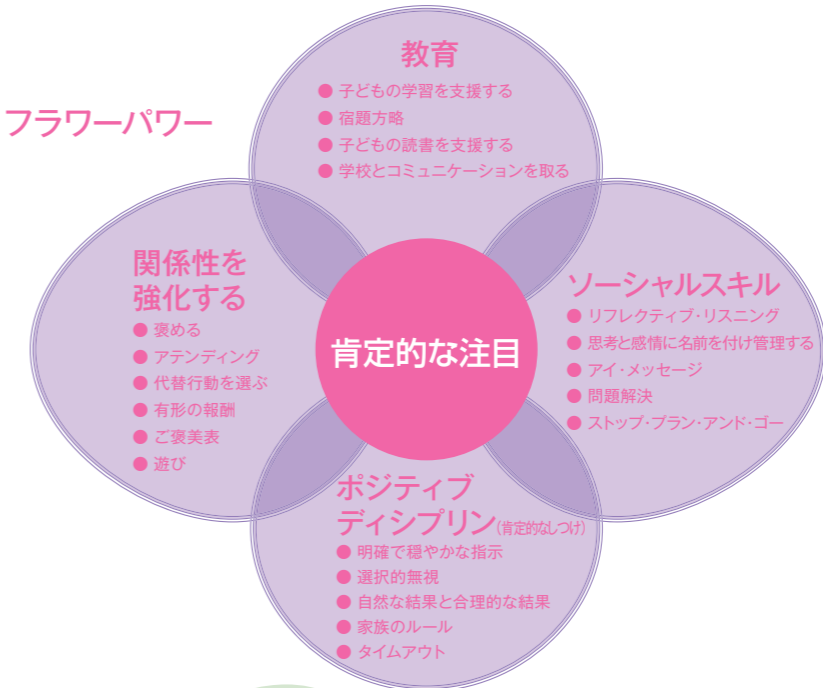 フラワーパワー
教育
● 子どもの学習を支援する
● 宿題方略
● 子どもの読書を支援する
● 学校とコミュニケーションを取る
関係性を
強化する
● 褒める
● アテンディング
● 代替行動を選ぶ
● 有形の報酬
● ご褒美表
● 遊び
肯定的な注目
ソーシャルスキル
● リフレクティブ・リスニング
● 思考と感情に名前を付け管理する
● アイ・メッセージ
● 問題解決
● ストップ・プラン・アンド・ゴー
ポジティブ
ディシプリン(肯定的なしつけ)
● 明確で穏やかな指示
● 選択的無視
● 自然な結果と合理的な結果
● 家族のルール
● タイムアウト